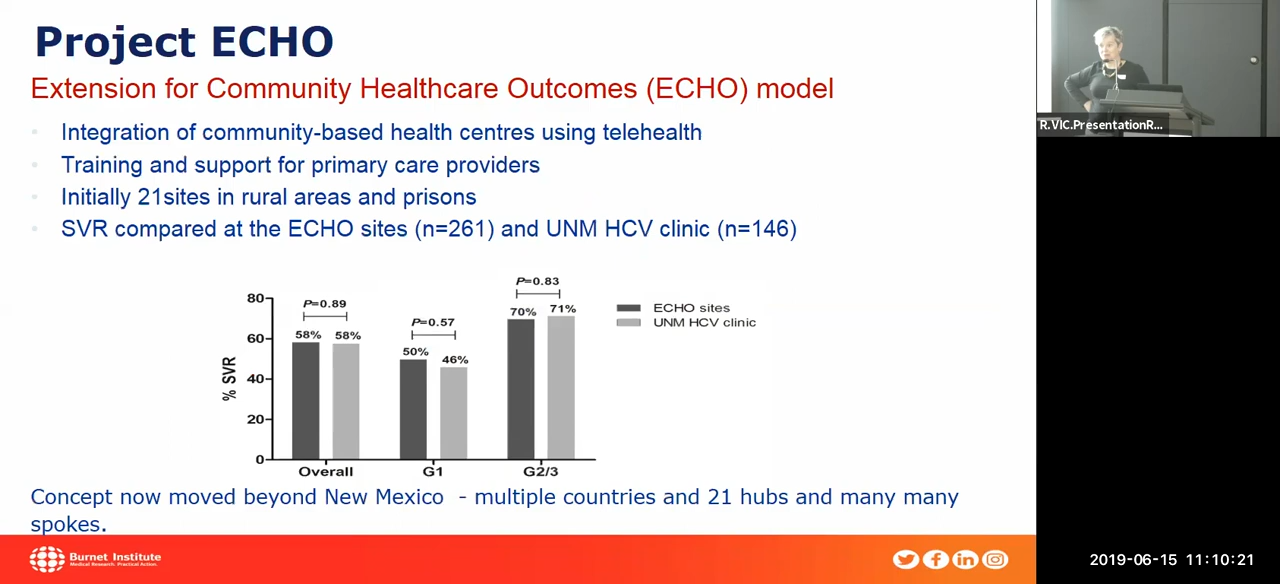 Project ECHO
Extension for Community Healthcare Outcomes (ECHO) model
Integration of community-based health centres using telehealth
Training and support for primary care providers
Initially 21sites in rural areas and prisons
SVR compared at the ECHO sites (n=261) and UNM HCV clinic (n=146)
% SVR
80
60
40
20
0
P=0.89
58%
58%
Overall
P=0.57
50%
46%
G1
P=0.83
70%
71%
G2/3
ECHO sites
UNM HCV clinic
Concept now moved beyond New Mexico - multiple countries and 21 hubs and many many
spokes.
Burnet Institute
Medical Research. Practical Action.
R.VIC.PresentationR...
2019-06-15 11:10:21